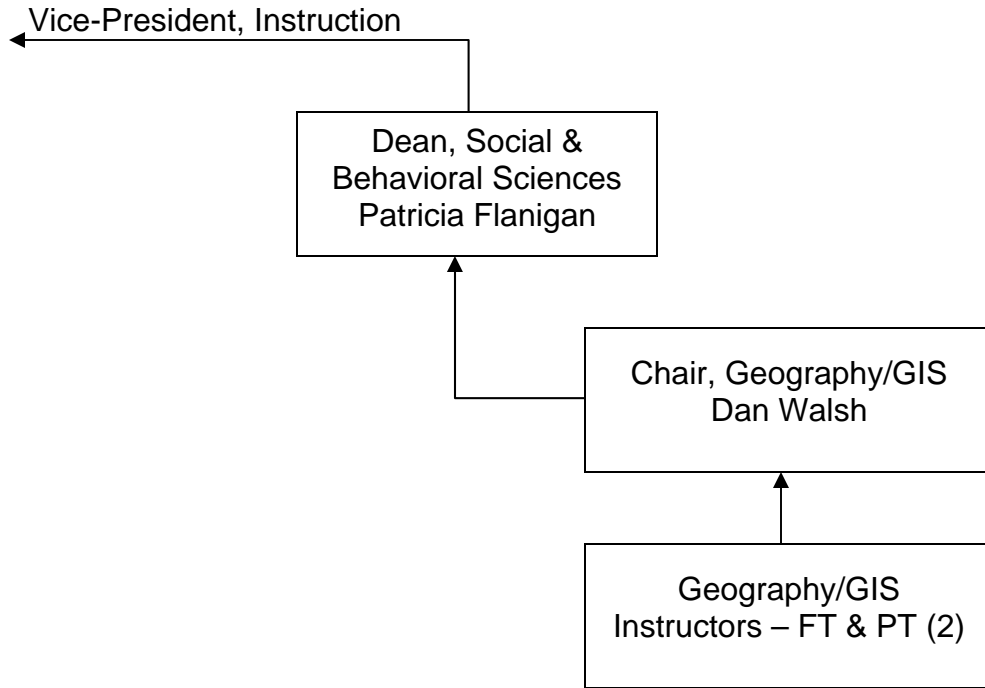 Vice-President, Instruction
Dean, Social &
Behavioral Sciences
Patricia Flanigan
Chair, Geography/GIS
Dan Walsh
Geography/GIS
Instructors – FT & PT (2)